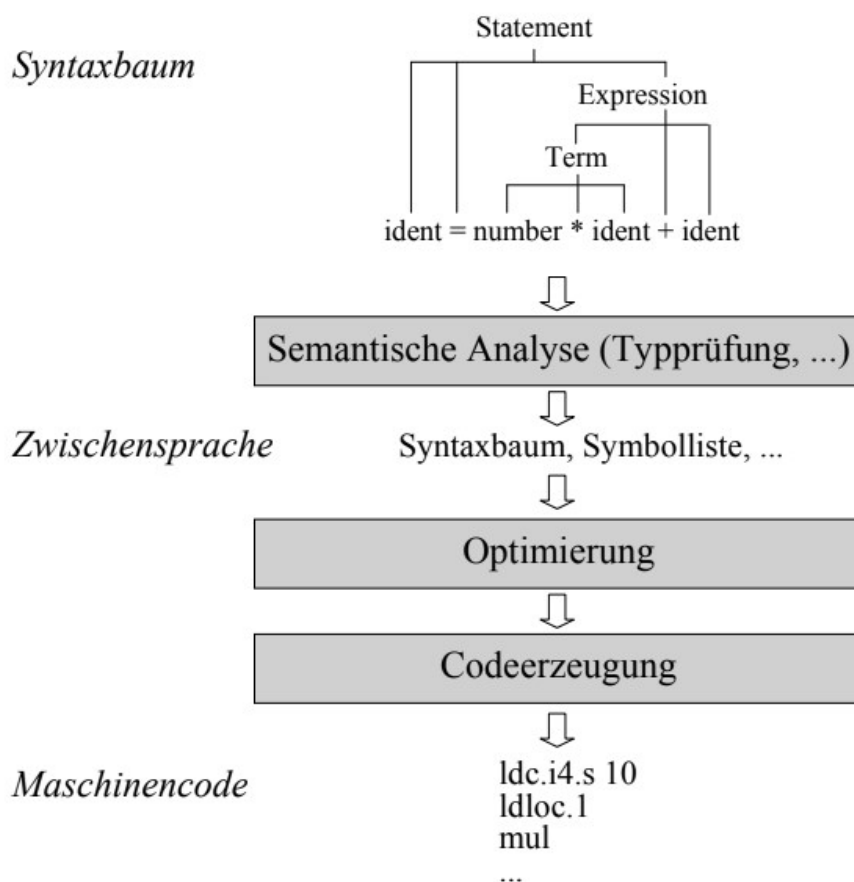 Statement
Syntaxbaum
Expression
Term
ident = number * ident + ident
Semantische Analyse (Typprüfung, ...)
Zwischensprache
Syntaxbaum, Symbolliste, ...
Optimierung
Codeerzeugung
Maschinencode
ldc.i4.s 10
ldloc.1
mul
...